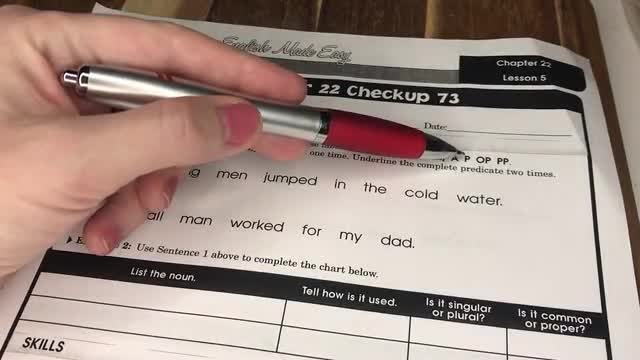 English Made Easy
Chapter 22
Lesson 5
22 Checkup 73
Date:
A P OP PP.
one time. Underline the complete predicate two times.
men jumped in the cold water.
man worked for my dad.
2: Use Sentence 1 above to complete the chart below.
List the noun. Tell how is it used. Is it singular or plural? Is it common or proper?
SKILLS